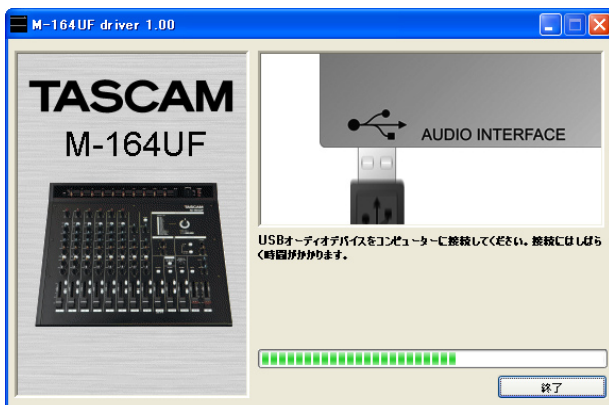 M-164UF driver 1.00
TASCAM
M-164UF
AUDIO INTERFACE
USBオーディオデバイスをコンピューターに接続してください。接続にはしばら
く時間がかかります。
終了